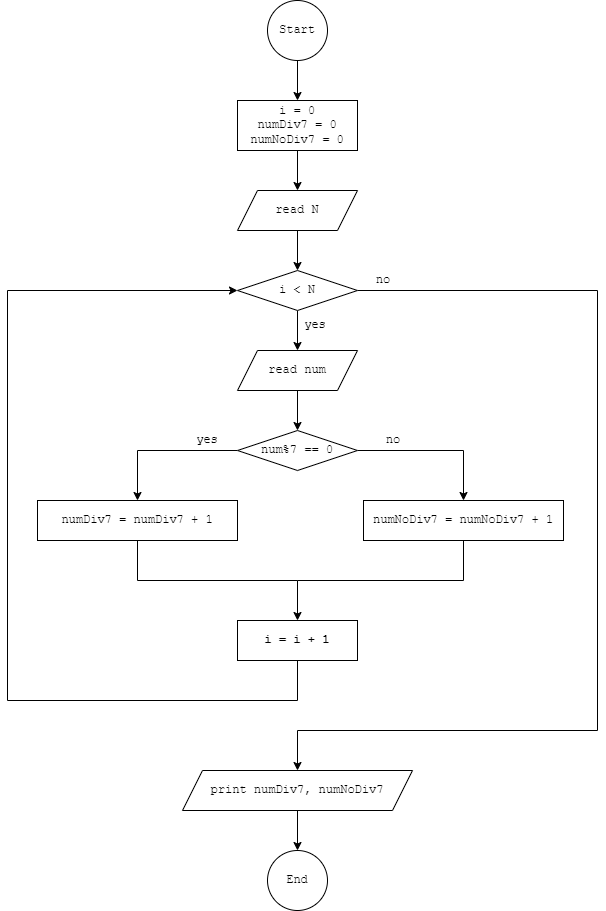 Start
i = 0
numDiv7 = 0
numNoDiv7 = 0
read N
i < N
no
yes
read num
yes
num%7 == 0
no
numDiv7 = numDiv7 + 1
numNoDiv7 = numNoDiv7 + 1
i = i + 1
print numDiv7, numNoDiv7
End